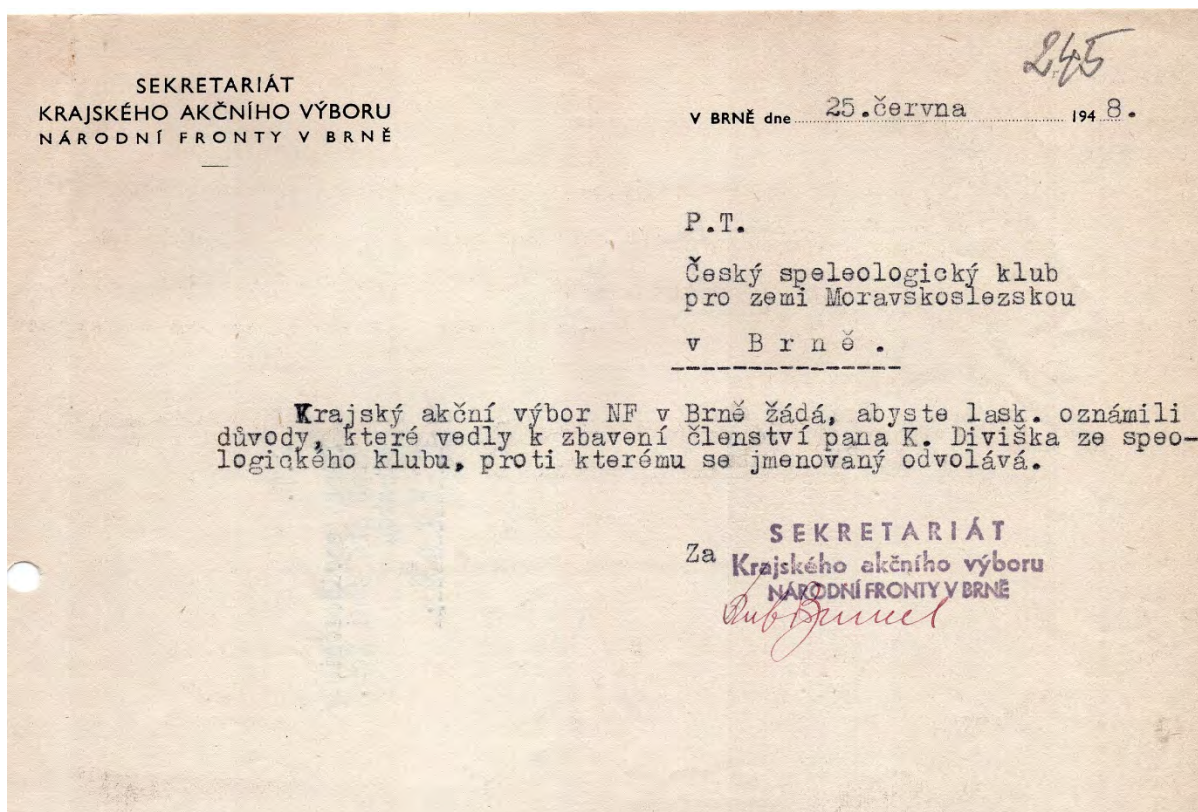 245
SEKRETARIÁT
KRAJSKÉHO AKČNÍHO VÝBORU
NÁRODNÍ FRONTY V BRNĚ
V BRNĚ dne 25.června 194 8.
P.T.
Český speleologický klub
pro zemi Moravskoslezskou
v B r n ě .
Krajský akční výbor NF v Brně žádá, abyste lask. oznámili
důvody, které vedly k zbavení členství pana K. Diviška ze speo-
logického klubu, proti kterému se jmenovaný odvolává.
Za
SEKRETARIÁT
Krajského akčního výboru
NÁRODNÍ FRONTY V BRNĚ